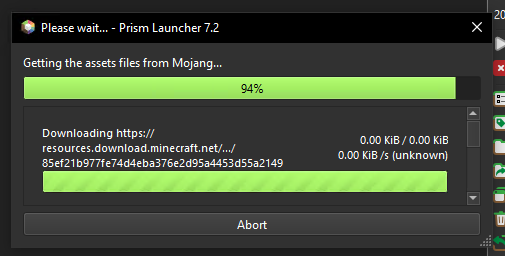 Please wait... - Prism Launcher 7.2
Getting the assets files from Mojang...
94%
Downloading https://
resources.download.minecraft.net/.../
85ef21b977fe74d4eba376e2d95a4453d55a2149
0.00 KiB / 0.00 KiB
0.00 KiB /s (unknown)
Abort
20